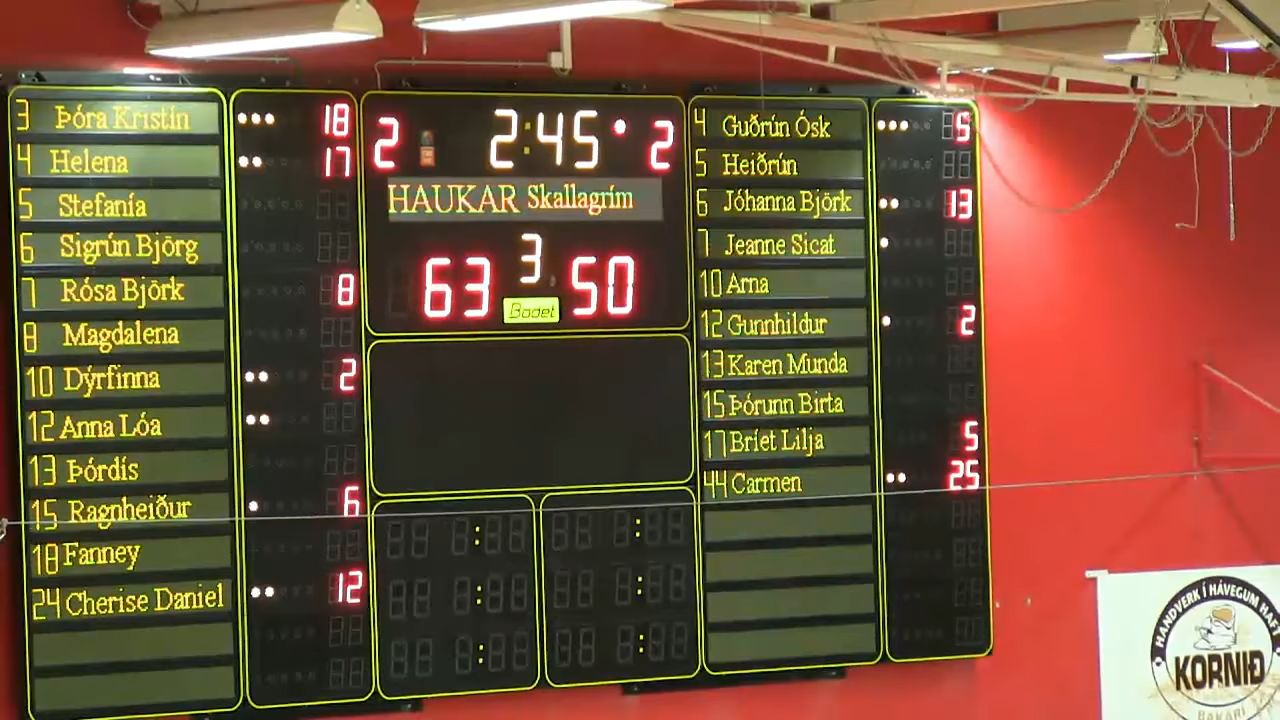 3 Þóra Kristín 18
4 Helena 17
5 Stefanía
6 Sigrún Björg
7 Rósa Björk 8
8 Magdalena
10 Dýrfinna 2
12 Anna Lóa
13 Þórdís
15 Ragnheiður 6
18 Fanney
24 Cherise Daniel 12
2 2:45 2
HAUKAR Skallagrím
63 3 50
Bodet
4 Guðrún Ósk 5
5 Heiðrún
6 Jóhanna Björk 13
7 Jeanne Sicat
10 Arna
12 Gunnhildur 2
13 Karen Munda
15 Þórunn Birta
17 Bríet Lilja 5
44 Carmen 25
HANDVERK Í HÁVEGUM HAFT
KORNIÐ
BAKARÍ